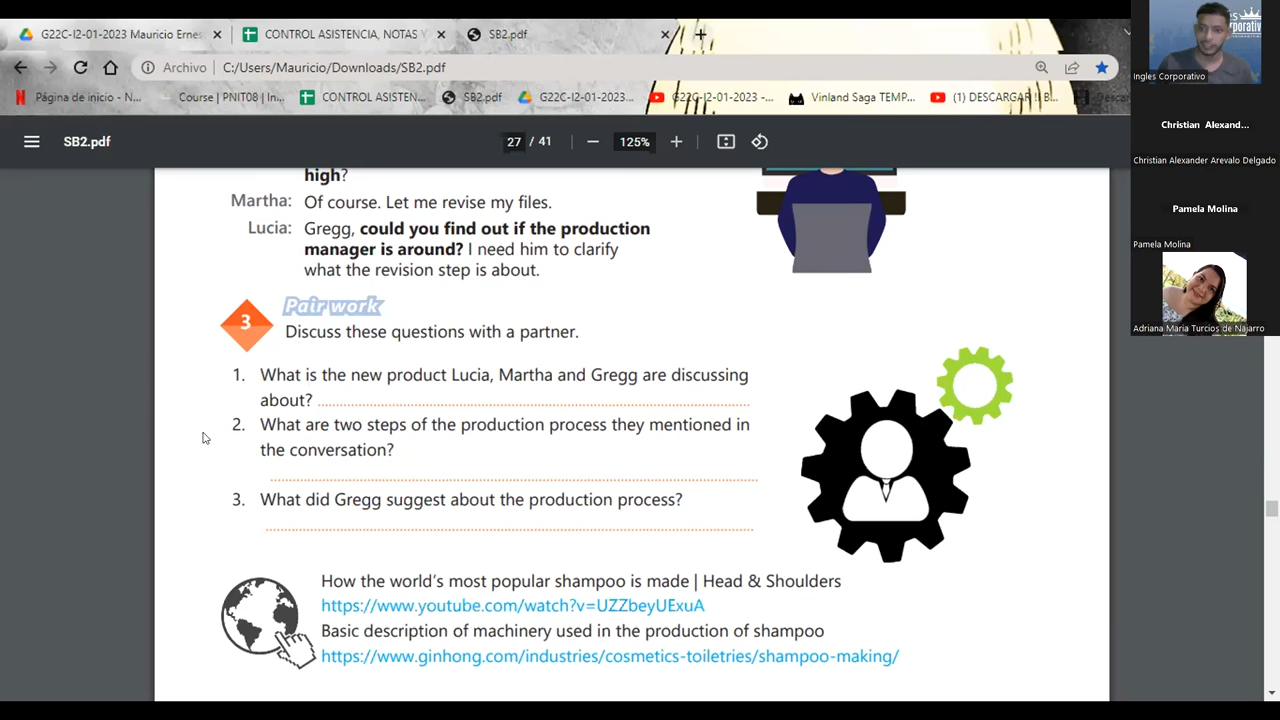 G22C-I2-01-2023 Mauricio Ernes
CONTROL ASISTENCIA, NOTAS Y
SB2.pdf
Archivo
C:/Users/Mauricio/Downloads/SB2.pdf
Página de inicio - N...
Course | PNIT08 | In...
CONTROL ASISTEN...
SB2.pdf
G22C-I2-01-2023...
G22C-I2-01-2023 -...
Vinland Saga TEMP...
(1) DESCARGAR !! B...
SB2.pdf
27 / 41
125%
high?
Martha: Of course. Let me revise my files.
Lucia: Gregg, could you find out if the production
manager is around? I need him to clarify
what the revision step is about.
3
Pair work
Discuss these questions with a partner.
1. What is the new product Lucia, Martha and Gregg are discussing
about?
2. What are two steps of the production process they mentioned in
the conversation?
3. What did Gregg suggest about the production process?
How the world's most popular shampoo is made | Head & Shoulders
https://www.youtube.com/watch?v=UZZbeyUExuA
Basic description of machinery used in the production of shampoo
https://www.ginhong.com/industries/cosmetics-toiletries/shampoo-making/
Ingles Corporativo
Christian Alexand...
Christian Alexander Arevalo Delgado
Pamela Molina
Pamela Molina
Adriana María Turcios de Najarro